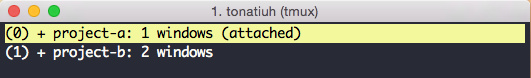 1. tonatiuh (tmux)
(0) + project-a: 1 windows (attached)
(1) + project-b: 2 windows